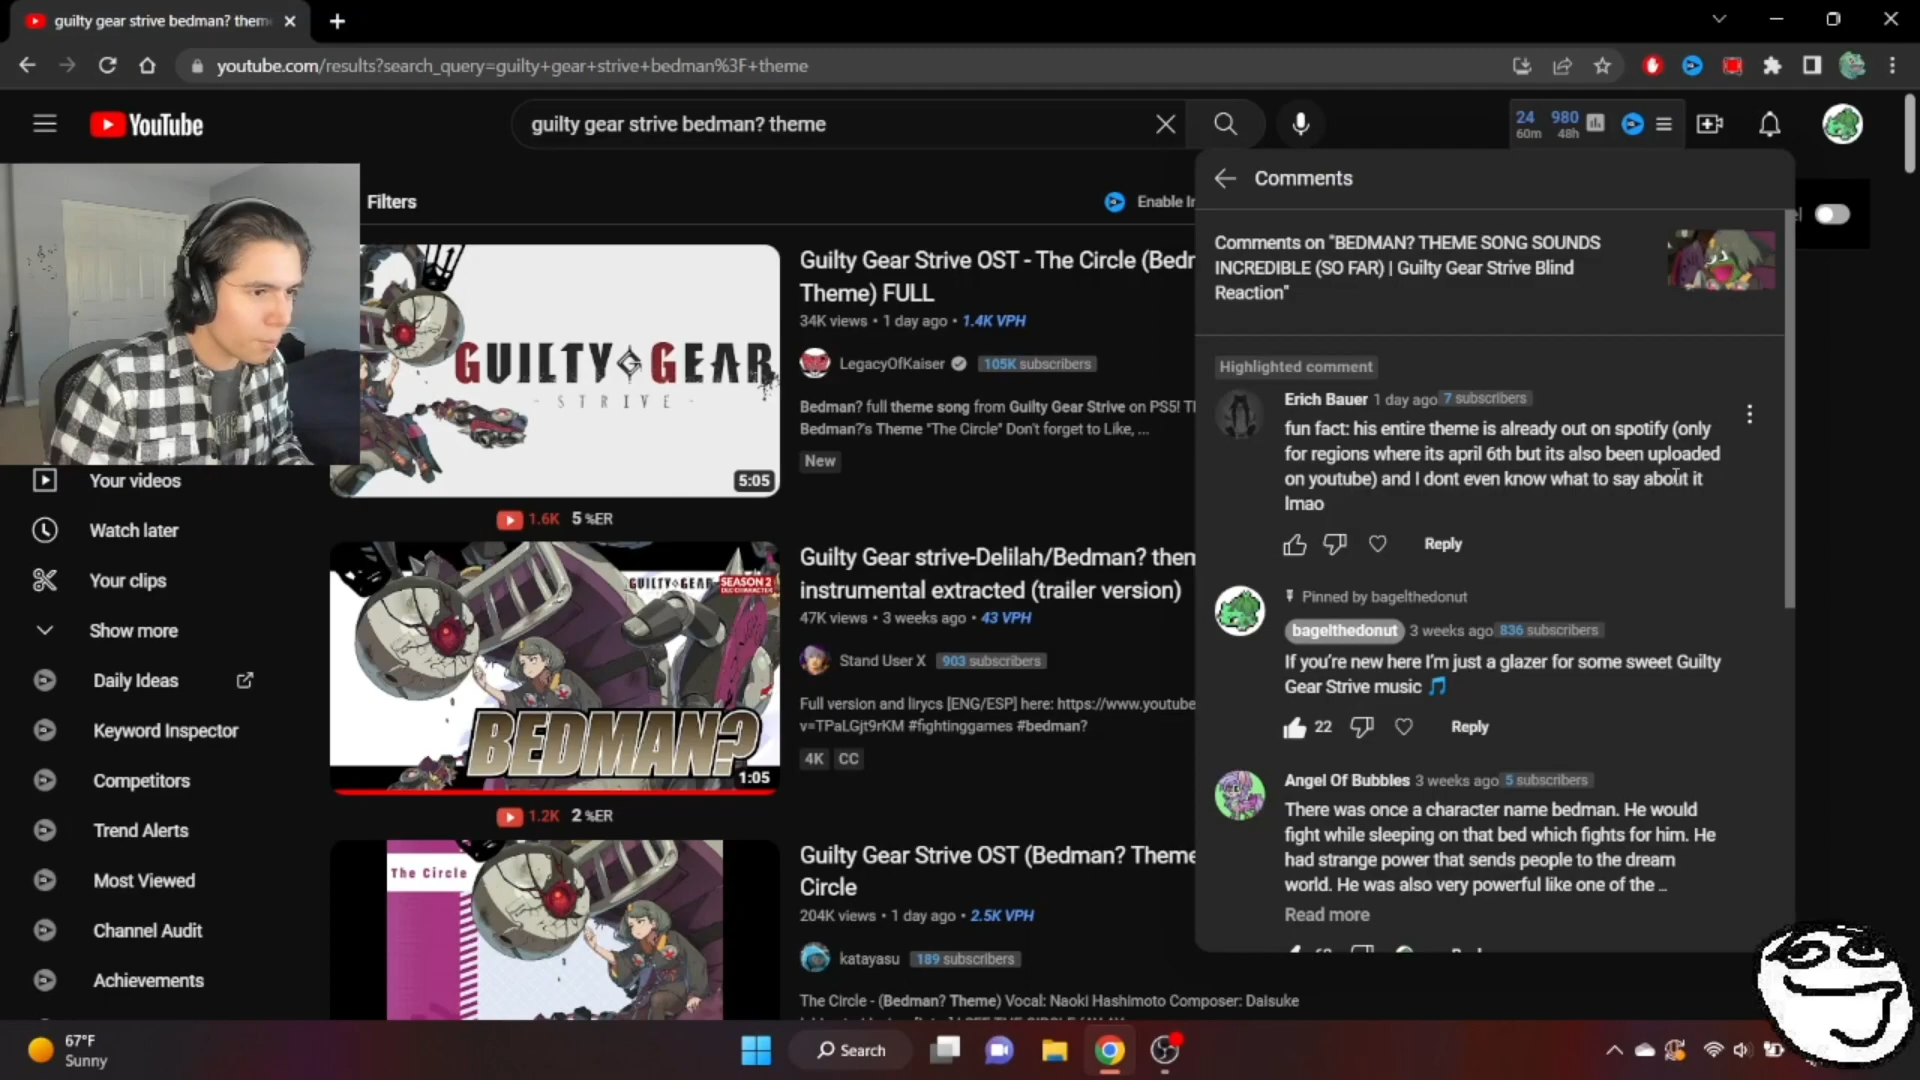 guilty gear strive bedman? them
youtube.com/results?search_query=guilty+gear+strive+bedman%3F+theme
YouTube
guilty gear strive bedman? theme
24 980
60m 48h
Filters
Enable In
Guilty Gear Strive OST - The Circle (Bedr
Theme) FULL
34K views • 1 day ago • 1.4K VPH
LegacyOfKaiser 105K subscribers
Bedman? full theme song from Guilty Gear Strive on PS5! Tl
Bedman?'s Theme "The Circle" Don't forget to Like, ...
New
GUILTY GEAR
- STRIVE -
5:05
1.6K 5 %ER
Guilty Gear strive-Delilah/Bedman? then
instrumental extracted (trailer version)
47K views • 3 weeks ago • 43 VPH
Stand User X 903 subscribers
Full version and lirycs [ENG/ESP] here: https://www.youtube
v=TPaLGjt9rKM #fightinggames #bedman?
4K CC
GUILTY GEAR SEASON 2
DLC CHARACTER
BEDMAN?
1:05
1.2K 2 %ER
Guilty Gear Strive OST (Bedman? Theme
Circle
204K views • 1 day ago • 2.5K VPH
katayasu 189 subscribers
The Circle - (Bedman? Theme) Vocal: Naoki Hashimoto Composer: Daisuke
The Circle
Your videos
Watch later
Your clips
Show more
Daily Ideas
Keyword Inspector
Competitors
Trend Alerts
Most Viewed
Channel Audit
Achievements
Comments
Comments on "BEDMAN? THEME SONG SOUNDS
INCREDIBLE (SO FAR) | Guilty Gear Strive Blind
Reaction"
Highlighted comment
Erich Bauer 1 day ago 7 subscribers
fun fact: his entire theme is already out on spotify (only
for regions where its april 6th but its also been uploaded
on youtube) and I dont even know what to say about it
lmao
Reply
Pinned by bagelthedonut
bagelthedonut 3 weeks ago 836 subscribers
If you're new here I'm just a glazer for some sweet Guilty
Gear Strive music 🎵
22 Reply
Angel Of Bubbles 3 weeks ago 5 subscribers
There was once a character name bedman. He would
fight while sleeping on that bed which fights for him. He
had strange power that sends people to the dream
world. He was also very powerful like one of the ...
Read more
67°F
Sunny
Search